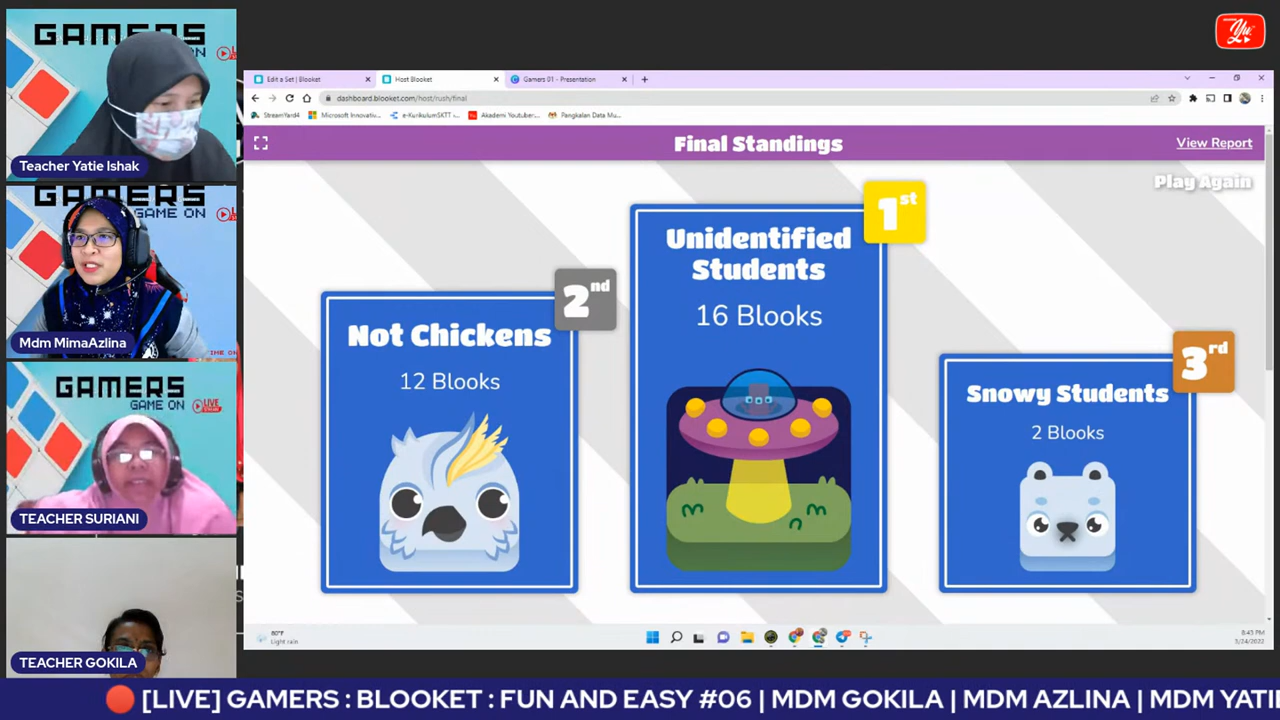 GAMERS
Teacher Yatie Ishak
GAMERS
GAME ON
Mdm MimaAzlina
GAMERS
GAME ON LIVE
TEACHER SURIANI
TEACHER GOKILA
Edit a Set | Blooket
Host Blooket
Gamers 01 - Presentation
dashboard.blooket.com/host/rush/final
StreamYard4
Microsoft Innovativ...
e-KurikulumSKTT -...
Akademi Youtuber...
Pangkalan Data Mu...
Final Standings
View Report
Play Again
1st
Unidentified
Students
16 Blooks
2nd
Not Chickens
12 Blooks
3rd
Snowy Students
2 Blooks
80°F
Light rain
8:43 PM
3/24/2022
[LIVE] GAMERS : BLOOKET : FUN AND EASY #06 | MDM GOKILA | MDM AZLINA | MDM YATI